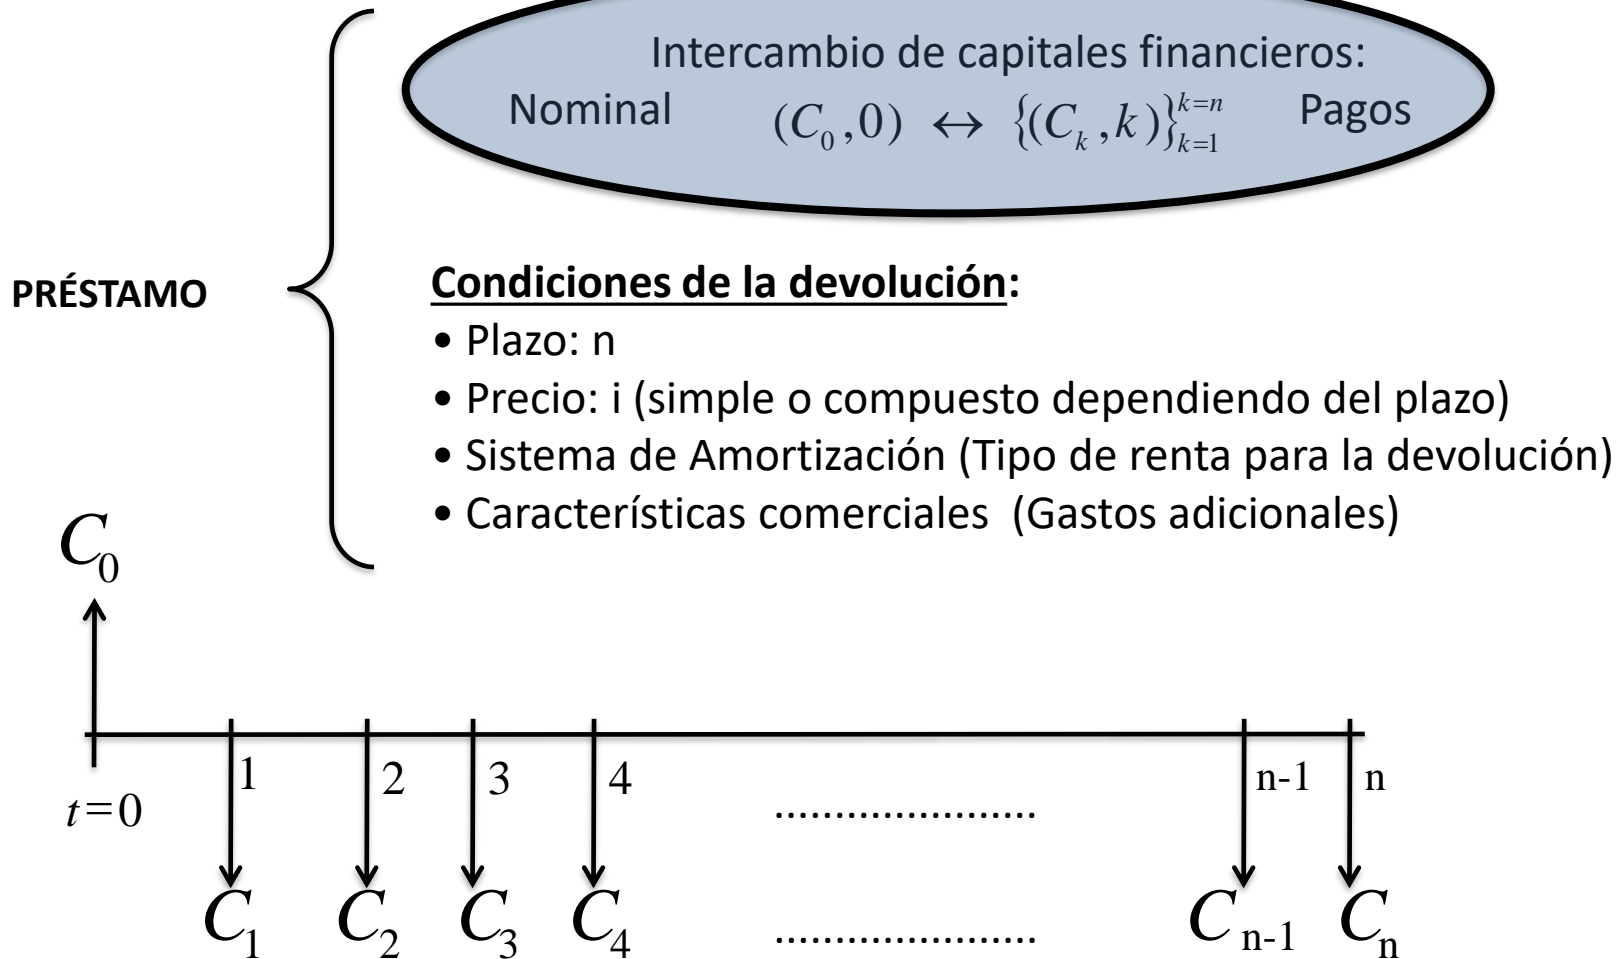 Intercambio de capitales financieros:
Nominal (C₀,0) ↔ {(Cₖ,k)}ₖ₌₁ᵏ⁼ⁿ Pagos
PRÉSTAMO
Condiciones de la devolución:
• Plazo: n
• Precio: i (simple o compuesto dependiendo del plazo)
• Sistema de Amortización (Tipo de renta para la devolución)
• Características comerciales (Gastos adicionales)
C₀
1 2 3 4 n-1 n
t=0 ......................
C₁ C₂ C₃ C₄ ...................... Cₙ₋₁ Cₙ